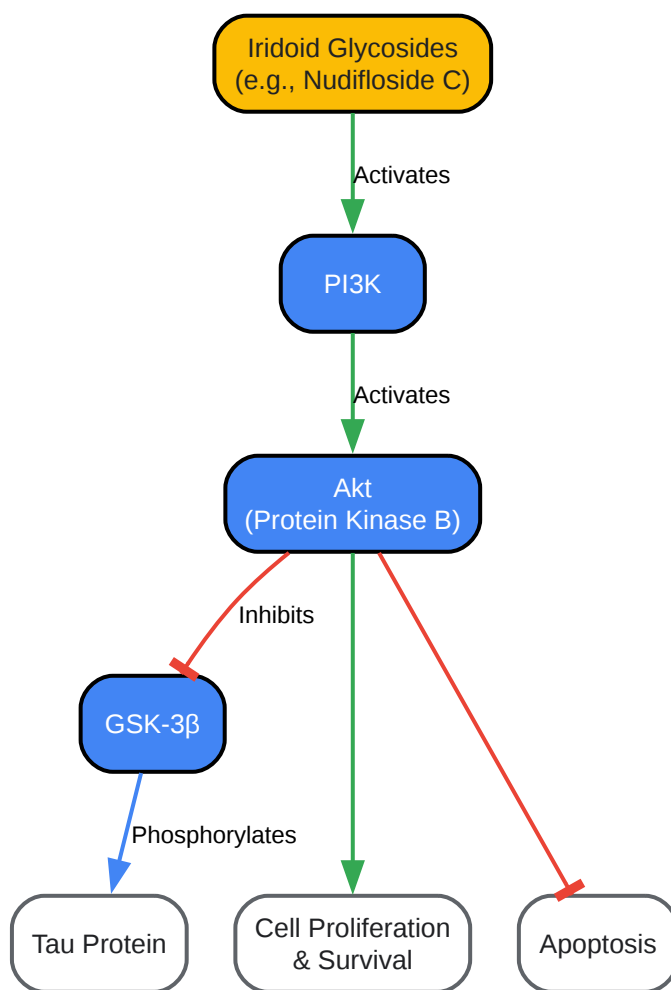 Iridoid Glycosides
(e.g., Nudifloside C)
Activates
PI3K
Activates
Akt
(Protein Kinase B)
Inhibits
GSK-3β
Phosphorylates
Tau Protein
Cell Proliferation
& Survival
Apoptosis